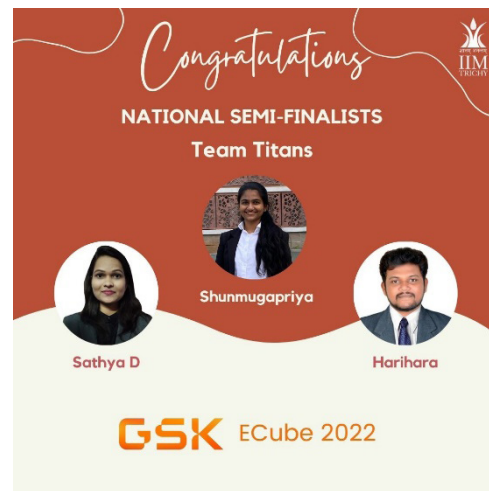 Congratulations
IIM
TRICHY
NATIONAL SEMI-FINALISTS
Team Titans
Shunmugapriya
Sathya D
Harihara
GSK ECube 2022